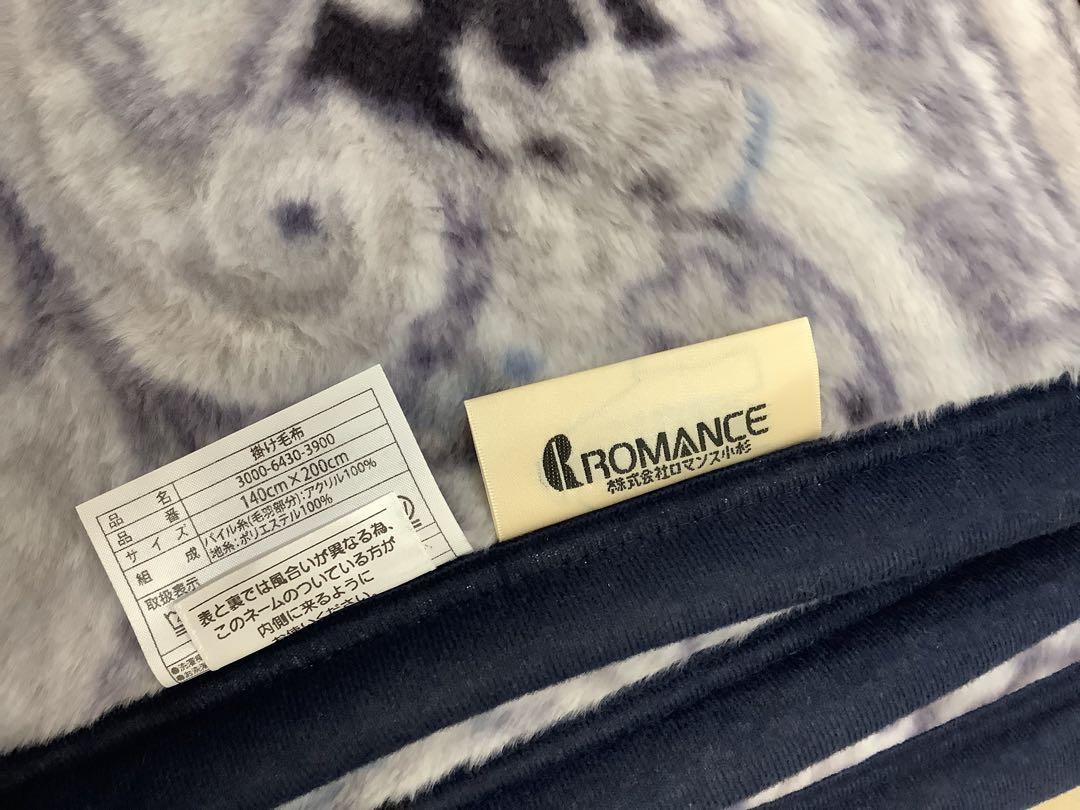 品 名 掛け毛布
品 番 3000-6430-3900
サイズ 140cm×200cm
組 成 パイル糸(毛羽部分):アクリル100%
地糸:ポリエステル100%
取扱表示
表と裏では風合いが異なる為、
このネームのついている方が
内側に来るように
ROMANCE
株式会社ロマンス小杉